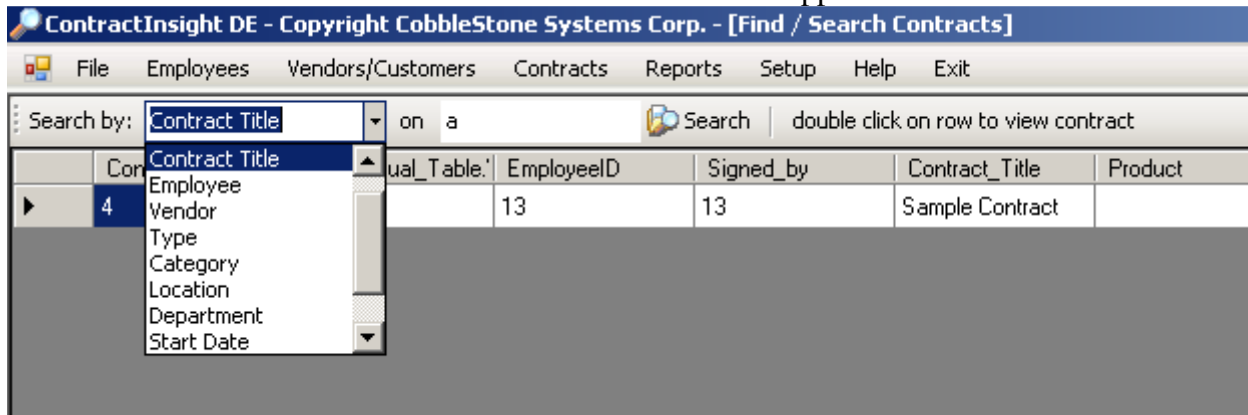 ContractInsight DE - Copyright CobbleStone Systems Corp. - [Find / Search Contracts]
File Employees Vendors/Customers Contracts Reports Setup Help Exit
Search by: Contract Title on a Search double click on row to view contract
Con ual_Table.' EmployeeID Signed_by Contract_Title Product
4 13 13 Sample Contract
Contract Title
Employee
Vendor
Type
Category
Location
Department
Start Date